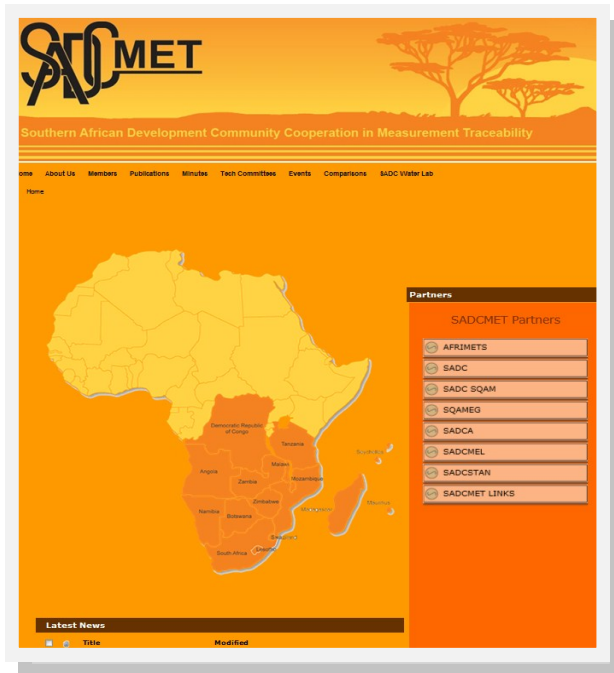 SADCMET
Southern African Development Community Cooperation in Measurement Traceability
ome About Us Members Publications Minutes Tech Committees Events Comparisons SADC Water Lab
Home
Partners
SADCMET Partners
AFRIMETS
SADC
SADC SQAM
SQAMEG
SADCA
SADCMEL
SADCSTAN
SADCMET LINKS
Democratic Republic
of Congo
Tanzania
Seychelles
Malawi
Angola
Zambia
Mozambique
Zimbabwe
Mauritius
Namibia
Madagascar
Botswana
Swaziland
Lesotho
South Africa
Latest News
Title Modified